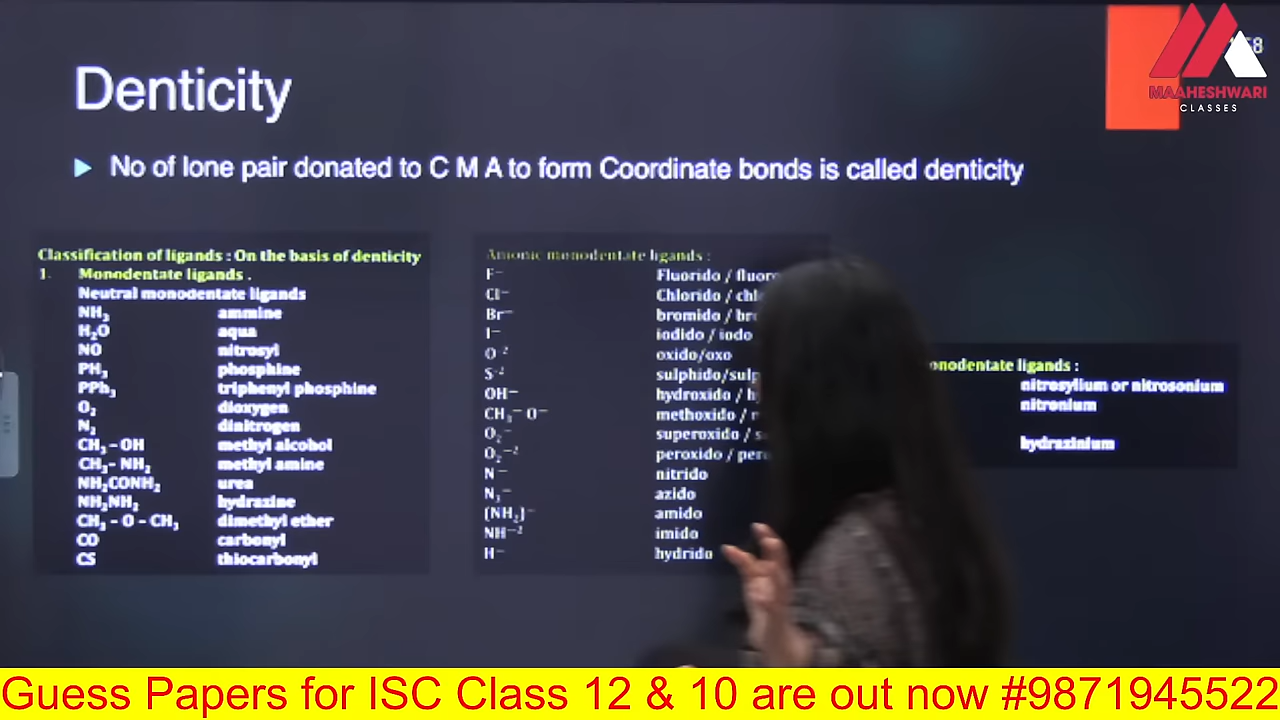 Denticity
No of lone pair donated to C M A to form Coordinate bonds is called denticity
Classification of ligands : On the basis of denticity
1. Monodentate ligands .
Neutral monodentate ligands
NH₃ ammine
H₂O aqua
NO nitrosyl
PH₃ phosphine
PPh₃ triphenyl phosphine
O₂ dioxygen
N₂ dinitrogen
CH₃ – OH methyl alcohol
CH₃ – NH₂ methyl amine
NH₂CONH₂ urea
NH₂NH₂ hydrazine
CH₃ – O – CH₃ dimethyl ether
CO carbonyl
CS thiocarbonyl
Anionic monodentate ligands :
F⁻ Fluorido /
Cl⁻ Chlorido /
Br⁻ bromido /
I⁻ iodido / iodo
O⁻² oxido/oxo
S⁻² sulphido/
OH⁻ hydroxido /
CH₃⁻ O⁻ methoxido /
O₂⁻ superoxido /
O₂⁻² peroxido /
N⁻ nitrido
N₃⁻ azido
(NH₂)⁻ amido
NH⁻² imido
H⁻ hydrido
ligands :
nitrosylium or nitrosonium
nitronium
hydrazinium
MAAHESHWARI
CLASSES
Guess Papers for ISC Class 12 & 10 are out now #9871945522